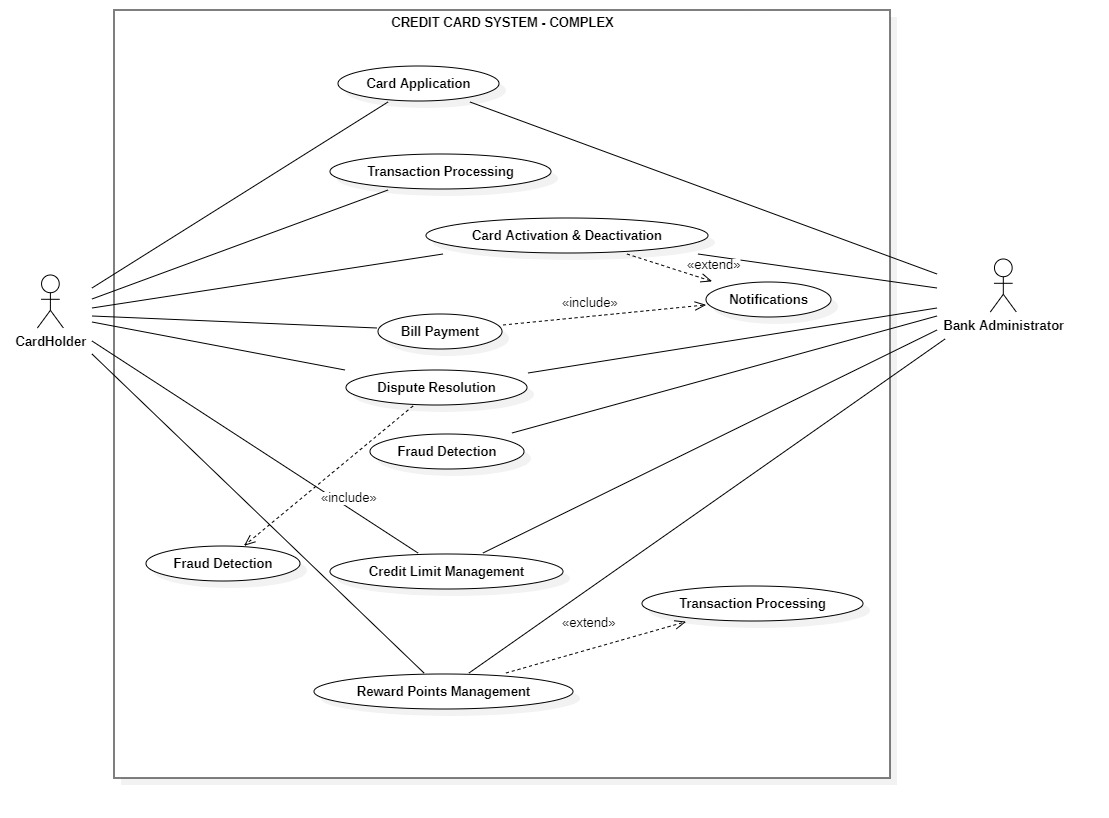 CREDIT CARD SYSTEM - COMPLEX
Card Application
Transaction Processing
Card Activation & Deactivation
«extend»
Notifications
«include»
Bill Payment
CardHolder
Bank Administrator
Dispute Resolution
Fraud Detection
«include»
Fraud Detection
Credit Limit Management
Transaction Processing
«extend»
Reward Points Management